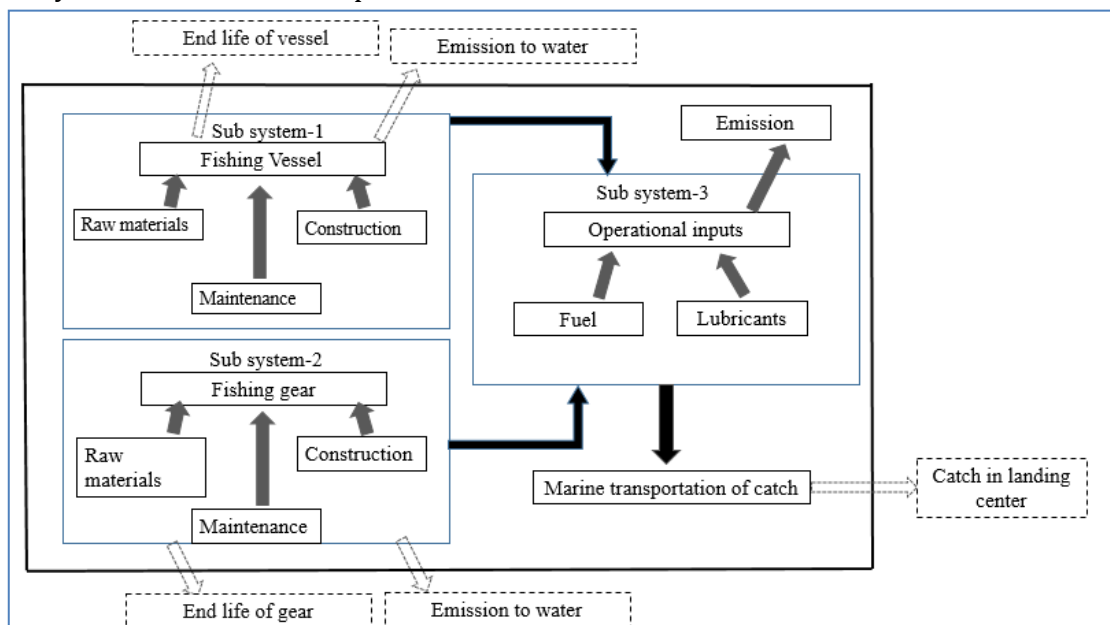 End life of vessel
Emission to water
Sub system-1
Fishing Vessel
Raw materials
Construction
Maintenance
Emission
Sub system-3
Operational inputs
Fuel
Lubricants
Sub system-2
Fishing gear
Raw
materials
Construction
Maintenance
Marine transportation of catch
Catch in landing
center
End life of gear
Emission to water